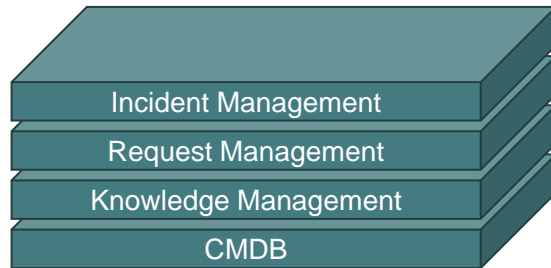 Incident Management
Request Management
Knowledge Management
CMDB